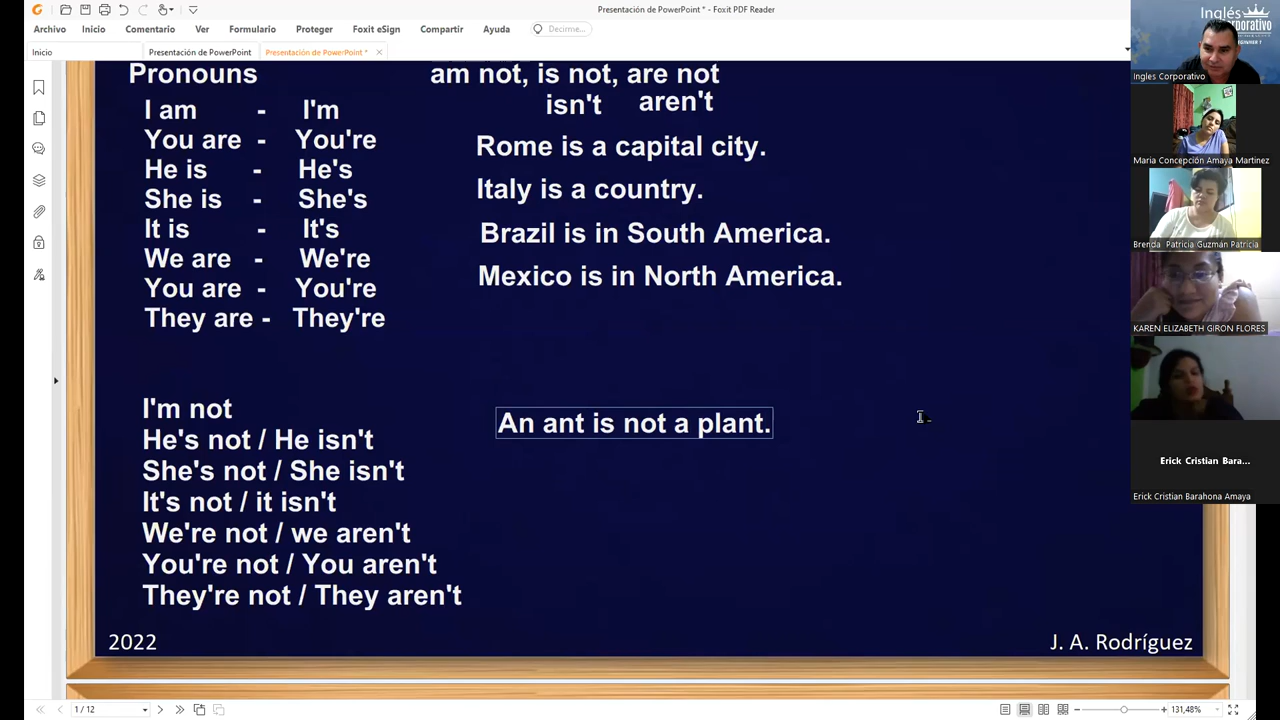 Presentación de PowerPoint * - Foxit PDF Reader
Archivo Inicio Comentario Ver Formulario Proteger Foxit eSign Compartir Ayuda Decirme...
Inicio Presentación de PowerPoint Presentación de PowerPoint *
Pronouns
am not, is not, are not
isn't aren't
I am - I'm
You are - You're
He is - He's
She is - She's
It is - It's
We are - We're
You are - You're
They are - They're
Rome is a capital city.
Italy is a country.
Brazil is in South America.
Mexico is in North America.
I'm not
He's not / He isn't
She's not / She isn't
It's not / it isn't
We're not / we aren't
You're not / You aren't
They're not / They aren't
An ant is not a plant.
2022
J. A. Rodríguez
1 / 12
131,48%
Inglés
Corporativo
BEGINNER 1
Ingles Corporativo
Maria Concepción Amaya Martinez
Brenda Patricia Guzmán Patricia
KAREN ELIZABETH GIRON FLORES
Erick Cristian Bara...
Erick Cristian Barahona Amaya